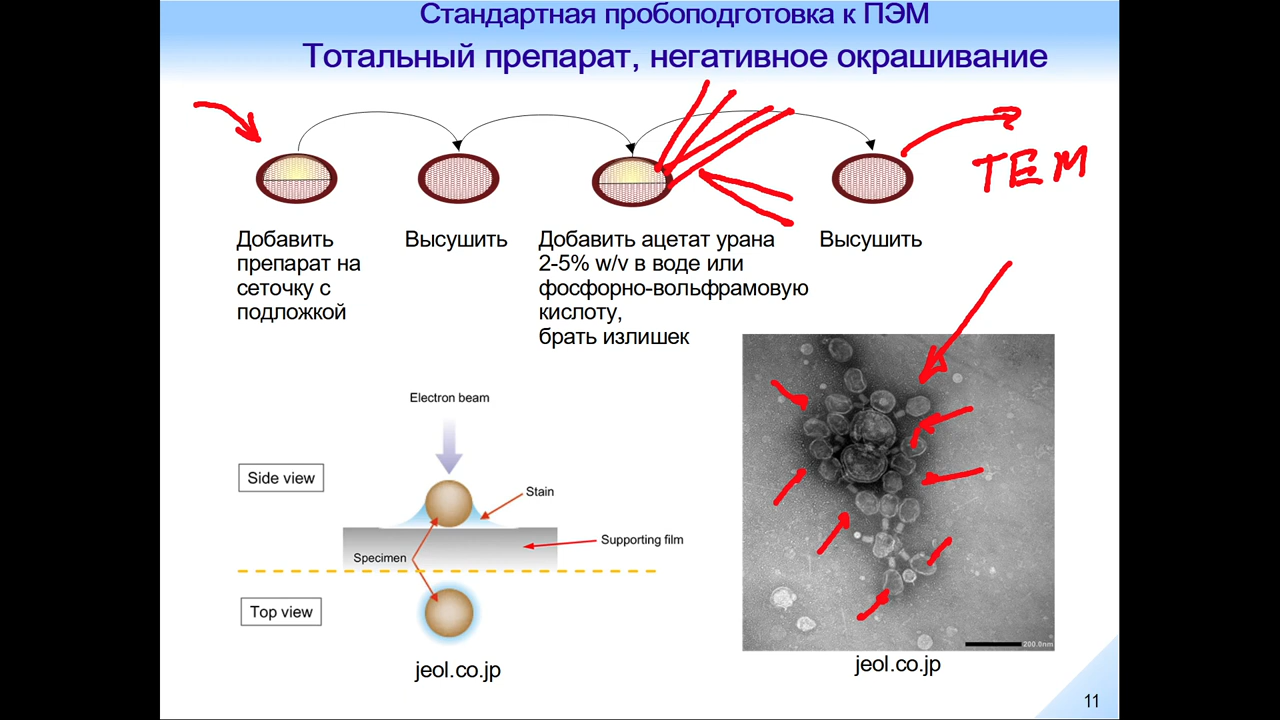 Стандартная пробоподготовка к ПЭМ
Тотальный препарат, негативное окрашивание
TEM
Добавить
препарат на
сеточку с
подложкой
Высушить
Добавить ацетат урана
2-5% w/v в воде или
фосфорно-вольфрамовую
кислоту,
брать излишек
Высушить
Electron beam
Side view
Stain
Supporting film
Specimen
Top view
jeol.co.jp
200.0nm
jeol.co.jp
11